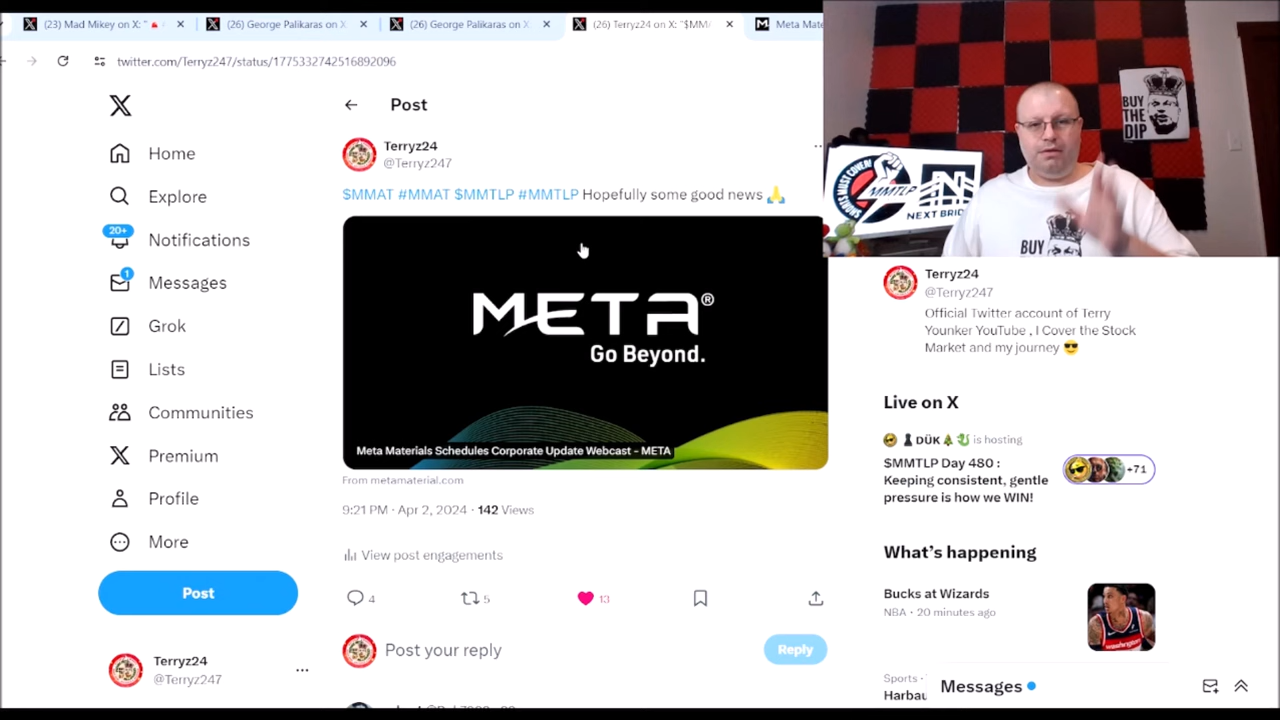 (23) Mad Mikey on X: "
(26) George Palikaras on X
(26) George Palikaras on X
(26) Terryz24 on X: "$MM
Meta Mate
twitter.com/Terryz247/status/1775332742516892096
Home
Explore
20+
Notifications
1
Messages
Grok
Lists
Communities
Premium
Profile
More
Post
Terryz24
@Terryz247
Post
Terryz24
@Terryz247
$MMAT #MMAT $MMTLP #MMTLP Hopefully some good news 🙏
META®
Go Beyond.
Meta Materials Schedules Corporate Update Webcast - META
From metamaterial.com
9:21 PM · Apr 2, 2024 · 142 Views
View post engagements
4
5
13
Post your reply
Reply
BUY
THE
DIP
SHORTS MUST COVER!
MMTLP
NEXT BRID
BUY
Terryz24
@Terryz247
Official Twitter account of Terry
Younker YouTube , I Cover the Stock
Market and my journey 😎
Live on X
DÜK is hosting
$MMTLP Day 480 :
Keeping consistent, gentle
pressure is how we WIN!
+71
What's happening
Bucks at Wizards
NBA · 20 minutes ago
Sports ·
Harbau
Messages